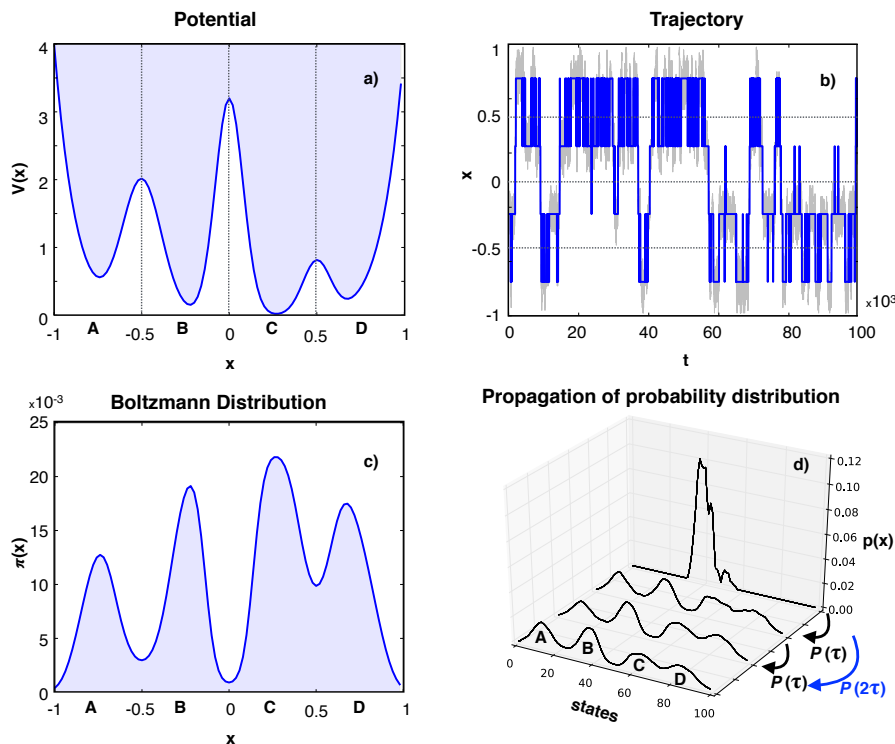 Potential
4
3
2
1
0
V(x)
a)
-1
-0.5
0
0.5
1
A
B
C
D
x
Trajectory
1
0.5
0
-0.5
-1
x
b)
×10³
0
20
40
60
80
100
t
Boltzmann Distribution
×10⁻³
25
20
15
10
5
0
π(x)
c)
-1
-0.5
0
0.5
1
A
B
C
D
x
Propagation of probability distribution
d)
0.12
0.10
0.08
0.06
0.04
0.02
0.00
p(x)
A
B
C
D
0
20
40
60
80
100
states
P(τ)
P(τ)
P(2τ)